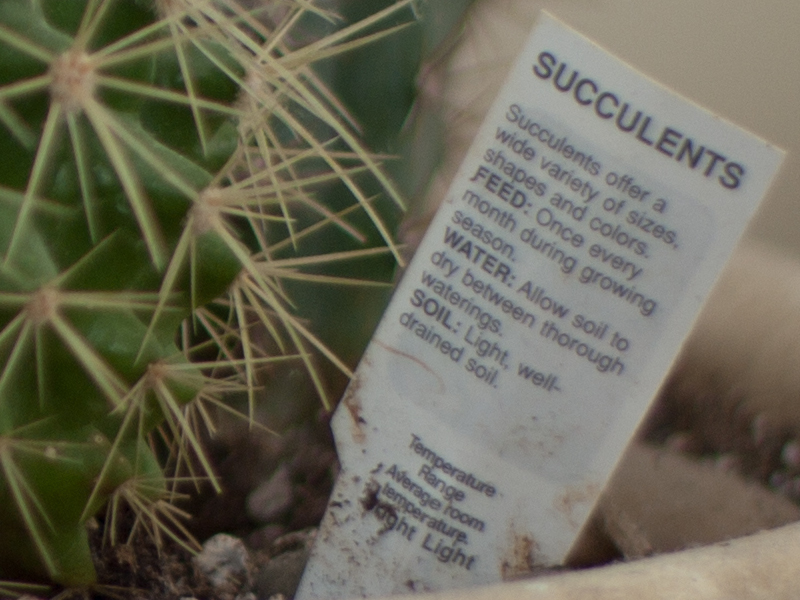 SUCCULENTS
Succulents offer a
wide variety of sizes,
shapes and colors.
FEED: Once every
month during growing
season.
WATER: Allow soil to
dry between thorough
waterings.
SOIL: Light, well-
drained soil.
Temperature
Range
Average room
temperature.
Light